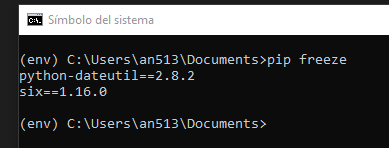 Símbolo del sistema
(env) C:\Users\an513\Documents>pip freeze
python-dateutil==2.8.2
six==1.16.0
(env) C:\Users\an513\Documents>